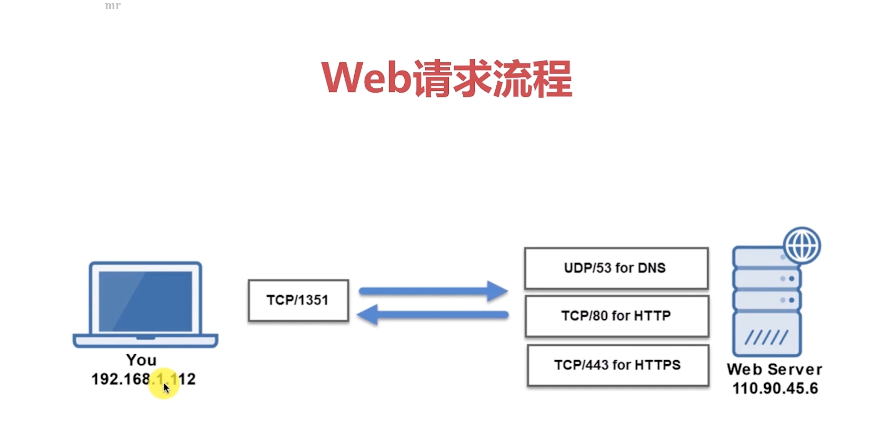 mr
Web请求流程
TCP/1351
UDP/53 for DNS
TCP/80 for HTTP
TCP/443 for HTTPS
You
192.168.1.112
Web Server
110.90.45.6